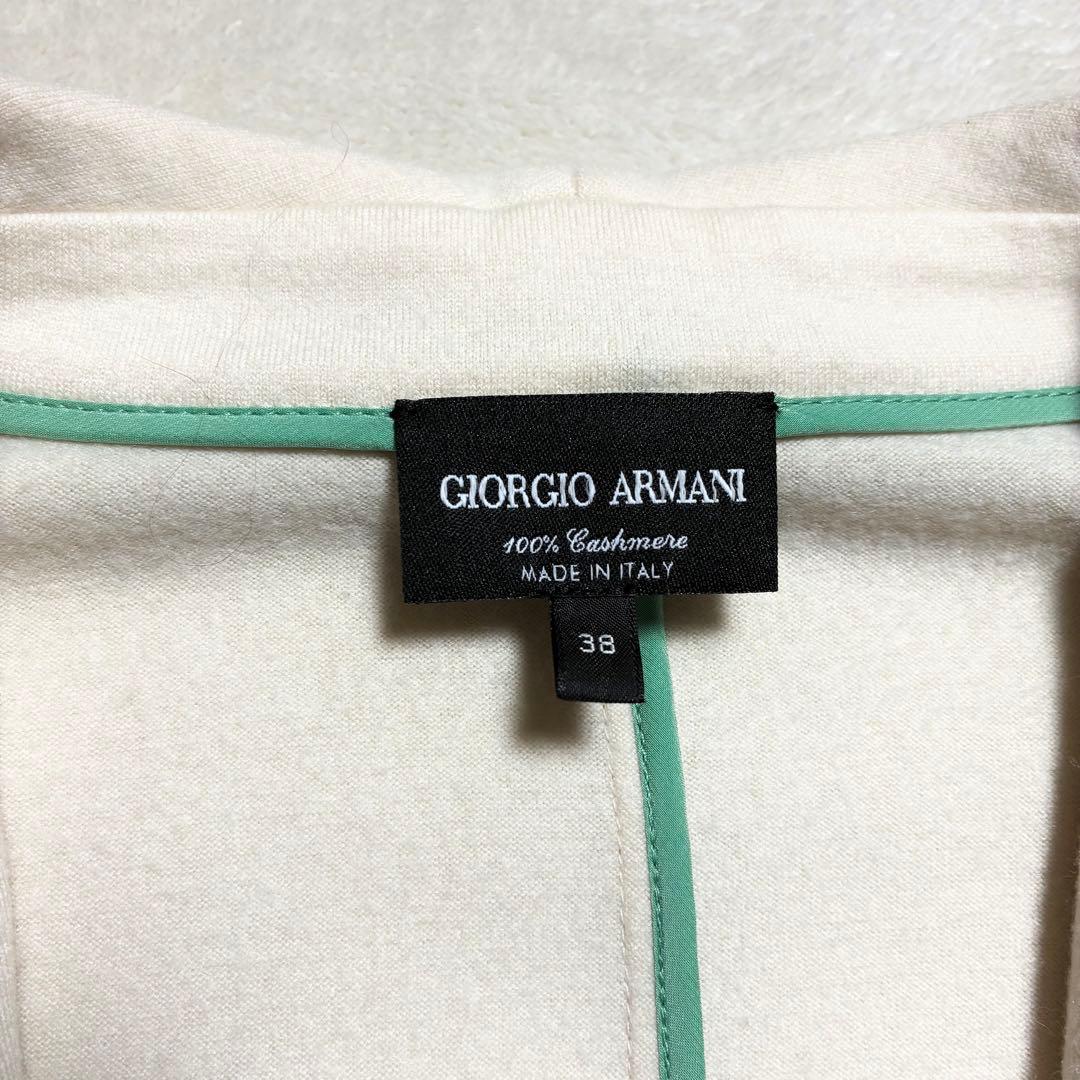 GIORGIO ARMANI
100% Cashmere
MADE IN ITALY
38